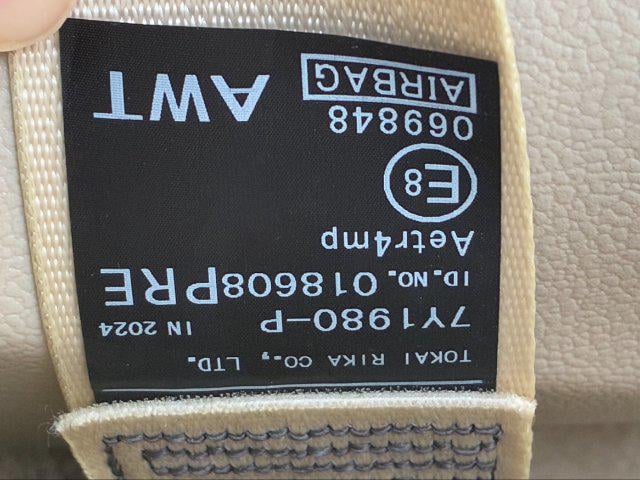 TOKAI RIKA CO., LTD.
7Y1980-P IN 2024
ID.NO. 018608PRE
Aetr4mp
E8
069848
AIRBAG AWT